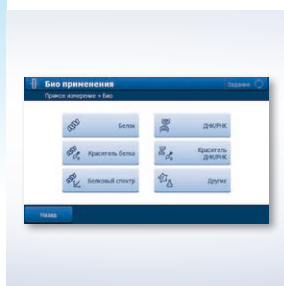 Био применения
Задание
Прямое измерение » Био
Белок
ДНК/РНК
Краситель белка
Краситель
ДНК/РНК
Белковый спектр
Другие
Назад